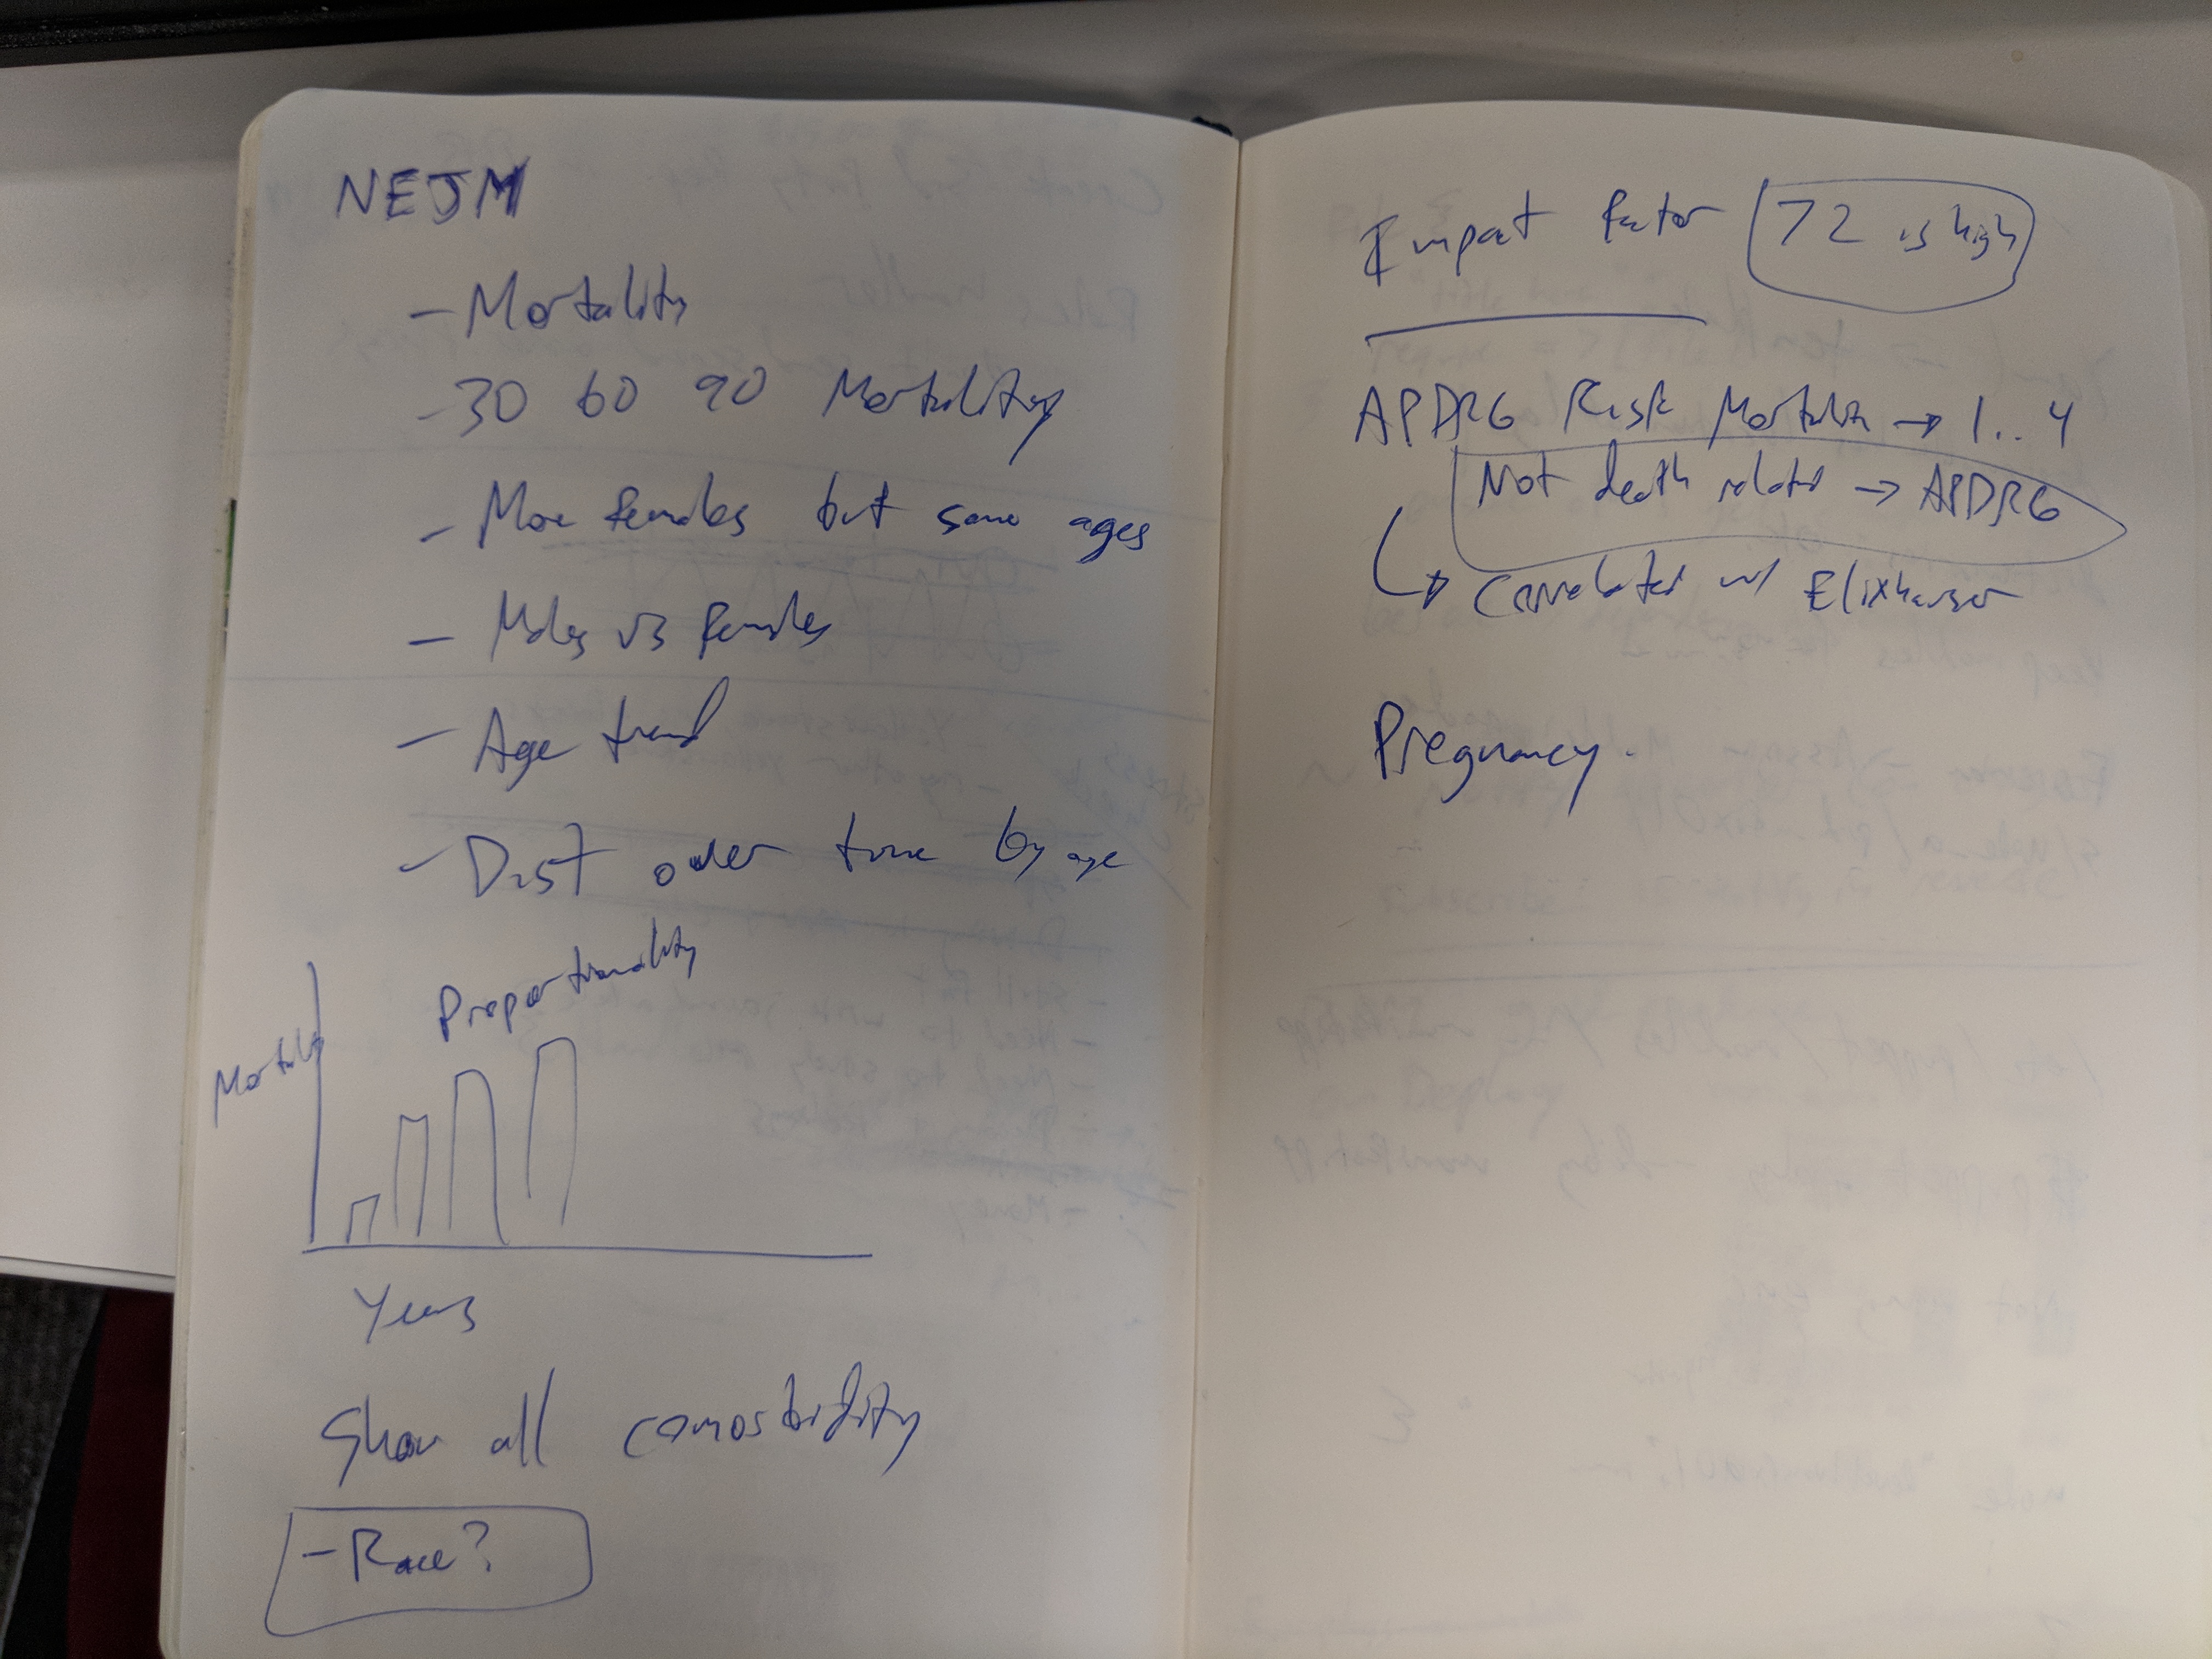 NEJM
- Mortality
- 30 60 90 Mortality
- More females but same ages
- Males vs females
- Age trend
- Dist over time by age
Proportionality
Mortality
Years
Show all comorbidity
- Race?
Impact factor 72 is high
APDRG Risk Mortality → 1..4
Not death related → APDRG
Correlated w/ Elixhauser
Pregnancy.